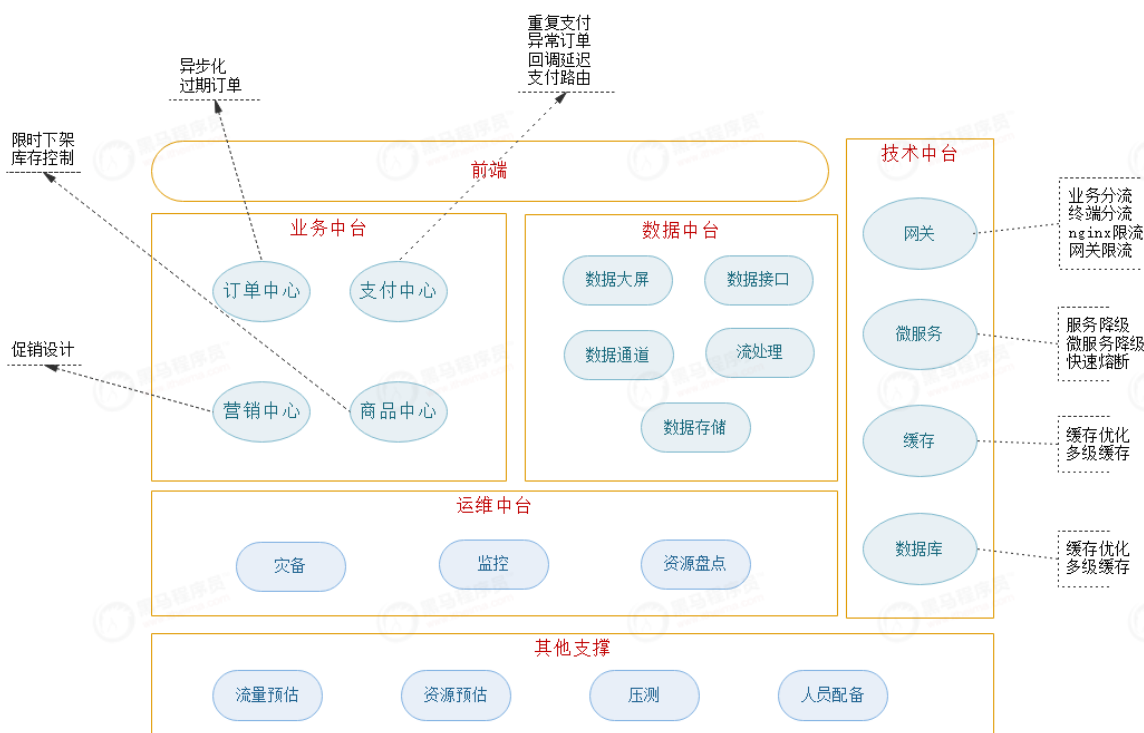 重复支付
异常订单
回调延迟
支付路由
异步化
过期订单
限时下架
库存控制
前端
技术中台
业务分流
终端分流
nginx限流
网关限流
网关
业务中台
数据中台
订单中心
支付中心
数据大屏
数据接口
微服务
服务降级
微服务降级
快速熔断
促销设计
数据通道
流处理
营销中心
商品中心
数据存储
缓存
缓存优化
多级缓存
运维中台
灾备
监控
资源盘点
数据库
缓存优化
多级缓存
其他支撑
流量预估
资源预估
压测
人员配备
黑马程序员